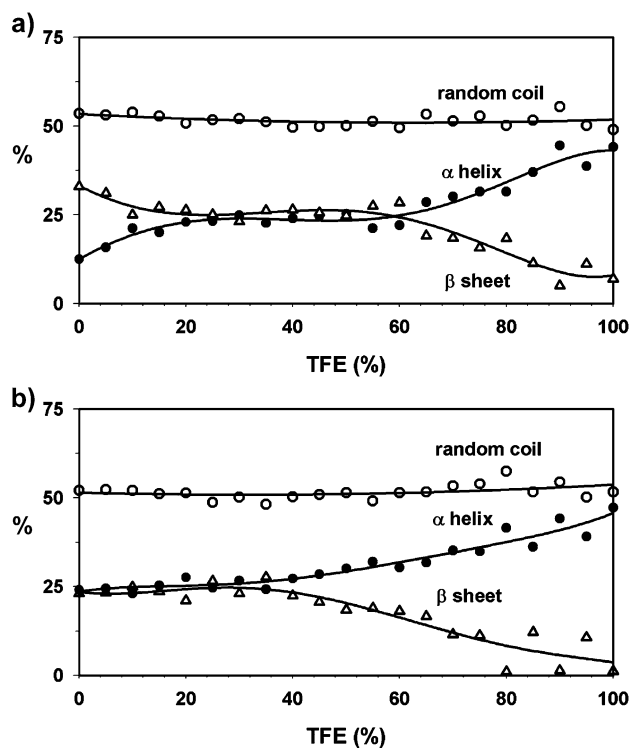 a)
75
random coil
50
%
α helix
25
β sheet
0
0 20 40 60 80 100
TFE (%)
b)
75
random coil
50
%
α helix
25
β sheet
0
0 20 40 60 80 100
TFE (%)